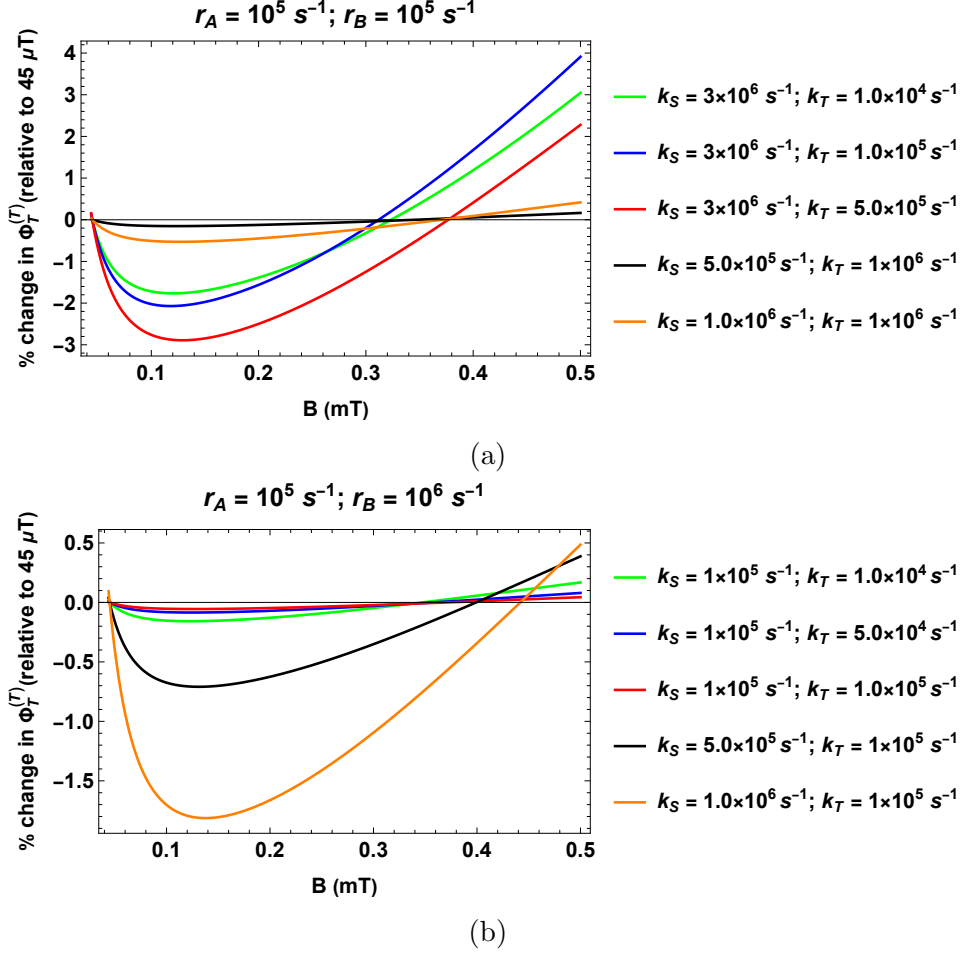 r_A = 10^5 s^−1; r_B = 10^5 s^−1
% change in Φ_T^(T) (relative to 45 μT)
4
3
2
1
0
−1
−2
−3
0.1 0.2 0.3 0.4 0.5
B (mT)
k_S = 3×10^6 s^−1; k_T = 1.0×10^4 s^−1
k_S = 3×10^6 s^−1; k_T = 1.0×10^5 s^−1
k_S = 3×10^6 s^−1; k_T = 5.0×10^5 s^−1
k_S = 5.0×10^5 s^−1; k_T = 1×10^6 s^−1
k_S = 1.0×10^6 s^−1; k_T = 1×10^6 s^−1
(a)
r_A = 10^5 s^−1; r_B = 10^6 s^−1
% change in Φ_T^(T) (relative to 45 μT)
0.5
0.0
−0.5
−1.0
−1.5
0.1 0.2 0.3 0.4 0.5
B (mT)
k_S = 1×10^5 s^−1; k_T = 1.0×10^4 s^−1
k_S = 1×10^5 s^−1; k_T = 5.0×10^4 s^−1
k_S = 1×10^5 s^−1; k_T = 1.0×10^5 s^−1
k_S = 5.0×10^5 s^−1; k_T = 1×10^5 s^−1
k_S = 1.0×10^6 s^−1; k_T = 1×10^5 s^−1
(b)